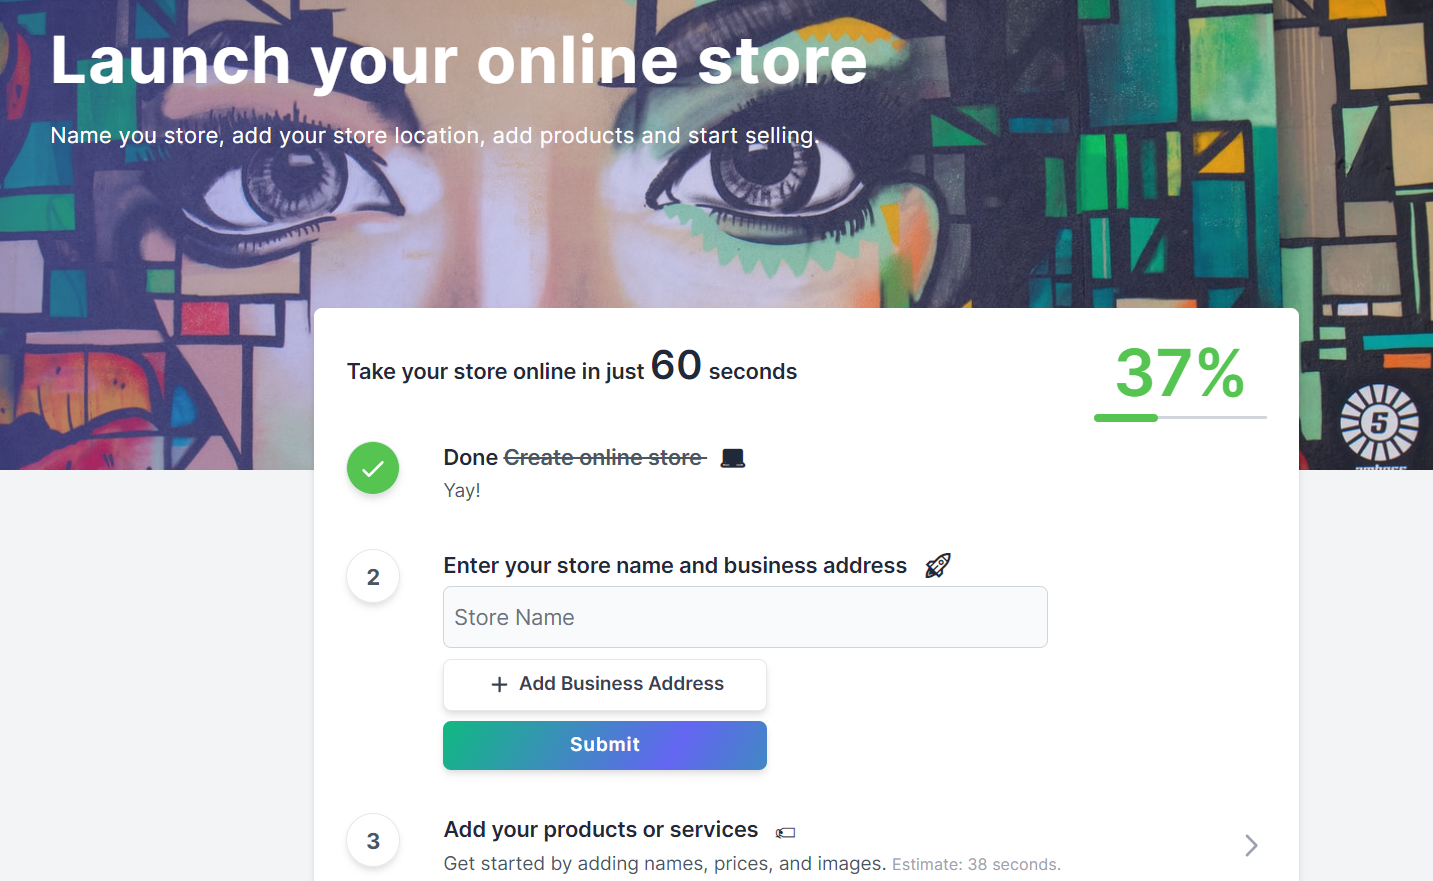 Launch your online store
Name you store, add your store location, add products and start selling.
Take your store online in just 60 seconds
37%
Done Create online store
Yay!
2
Enter your store name and business address
Store Name
+ Add Business Address
Submit
3
Add your products or services
Get started by adding names, prices, and images. Estimate: 38 seconds.
5